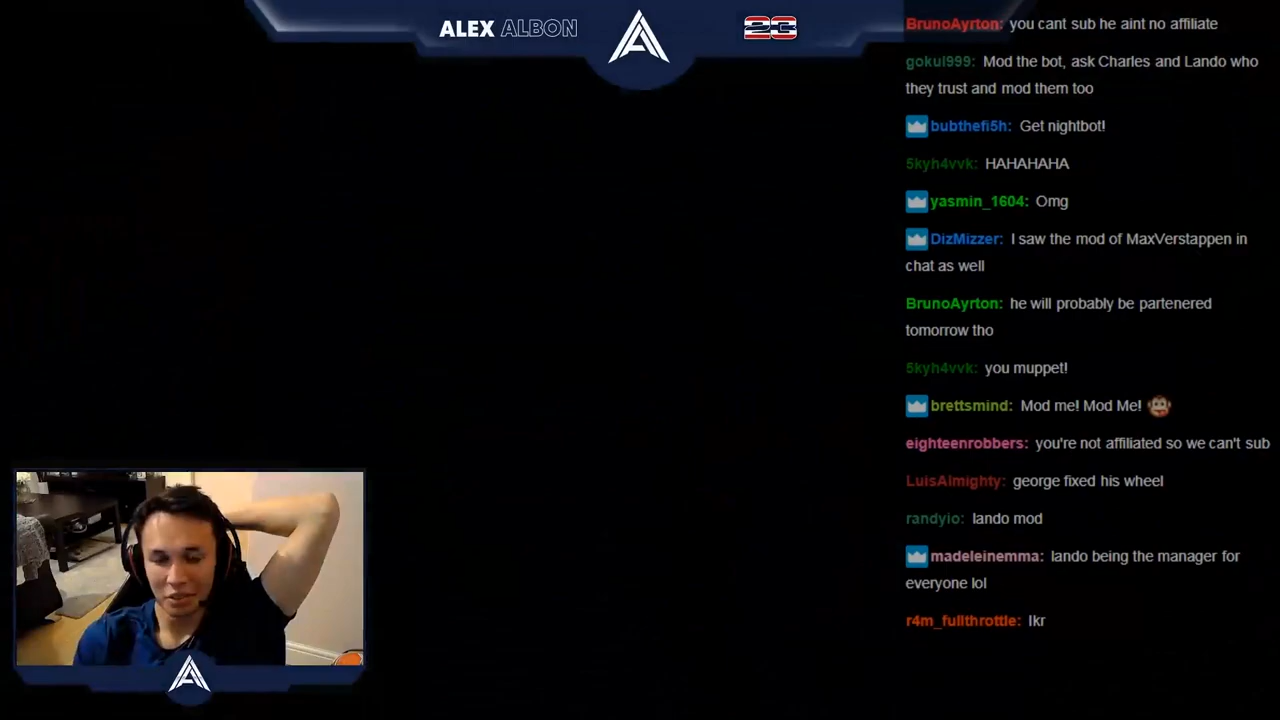 ALEX ALBON
23
BrunoAyrton: you cant sub he aint no affiliate
gokul999: Mod the bot, ask Charles and Lando who
they trust and mod them too
bubthefi5h: Get nightbot!
5kyh4vvk: HAHAHAHA
yasmin_1604: Omg
DizMizzer: I saw the mod of MaxVerstappen in
chat as well
BrunoAyrton: he will probably be partenered
tomorrow tho
5kyh4vvk: you muppet!
brettsmind: Mod me! Mod Me!
eighteenrobbers: you're not affiliated so we can't sub
LuisAlmighty: george fixed his wheel
randyio: lando mod
madeleinemma: lando being the manager for
everyone lol
r4m_fullthrottle: Ikr